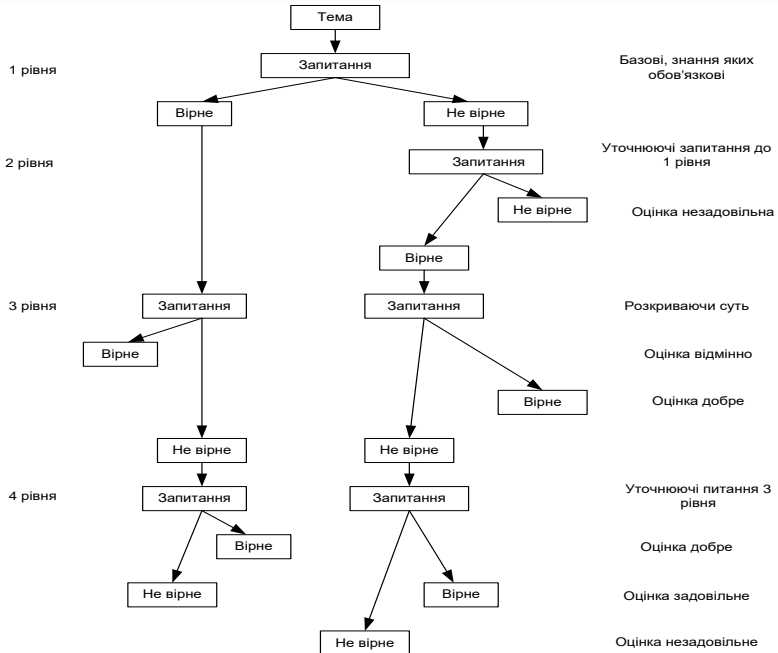 Тема
1 рівня
Запитання
Базові, знання яких
обов'язкові
Вірне
Не вірне
2 рівня
Запитання
Уточнюючі запитання до
1 рівня
Не вірне
Оцінка незадовільна
Вірне
3 рівня
Запитання
Запитання
Розкриваючи суть
Вірне
Оцінка відмінно
Вірне
Оцінка добре
Не вірне
Не вірне
4 рівня
Запитання
Запитання
Уточнюючі питання 3
рівня
Вірне
Оцінка добре
Не вірне
Вірне
Оцінка задовільне
Не вірне
Оцінка незадовільне